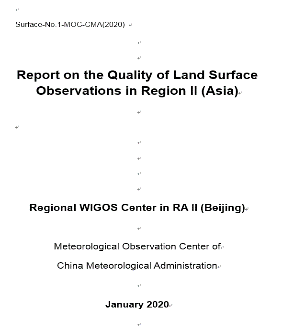 Surface-No.1-MOC-CMA(2020)
Report on the Quality of Land Surface
Observations in Region II (Asia)
Regional WIGOS Center in RA II (Beijing)
Meteorological Observation Center of
China Meteorological Administration
January 2020